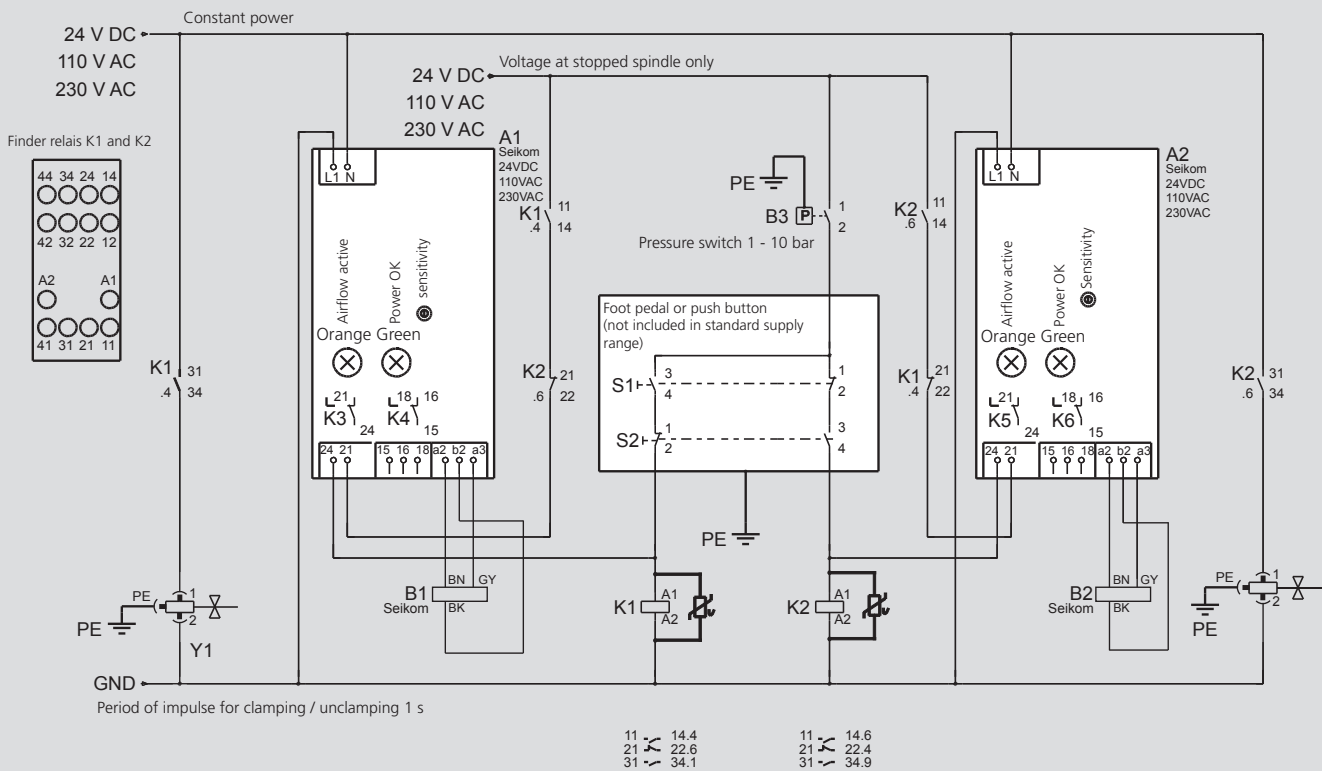 Constant power
24 V DC
110 V AC
230 V AC
Voltage at stopped spindle only
24 V DC
110 V AC
230 V AC
Finder relais K1 and K2
44 34 24 14
42 32 22 12
A2 A1
41 31 21 11
K1 31
.4 34
PE 1
2
PE
Y1
GND
Period of impulse for clamping / unclamping 1 s
A1
Seikom
24VDC
110VAC
230VAC
L1 N
Airflow active
Power OK
sensitivity
Orange Green
21 18 16
K3 K4
24 15
24 21 15 16 18 a2 b2 a3
BN GY
B1
Seikom
BK
K1 11
.4 14
K2 21
.6 22
PE
B3 P 1
2
Pressure switch 1 - 10 bar
Foot pedal or push button
(not included in standard supply
range)
S1 3 1
4 2
S2 1 3
2 4
PE
K1 A1
A2
U
K2 A1
A2
U
K2 11
.6 14
K1 21
.4 22
A2
Seikom
24VDC
110VAC
230VAC
L1 N
Airflow active
Power OK
Sensitivity
Orange Green
21 18 16
K5 K6
24 15
24 21 15 16 18 a2 b2 a3
BN GY
B2
Seikom
BK
K2 31
.6 34
PE 1
2
PE
11 14.4
21 22.6
31 34.1
11 14.6
21 22.4
31 34.9